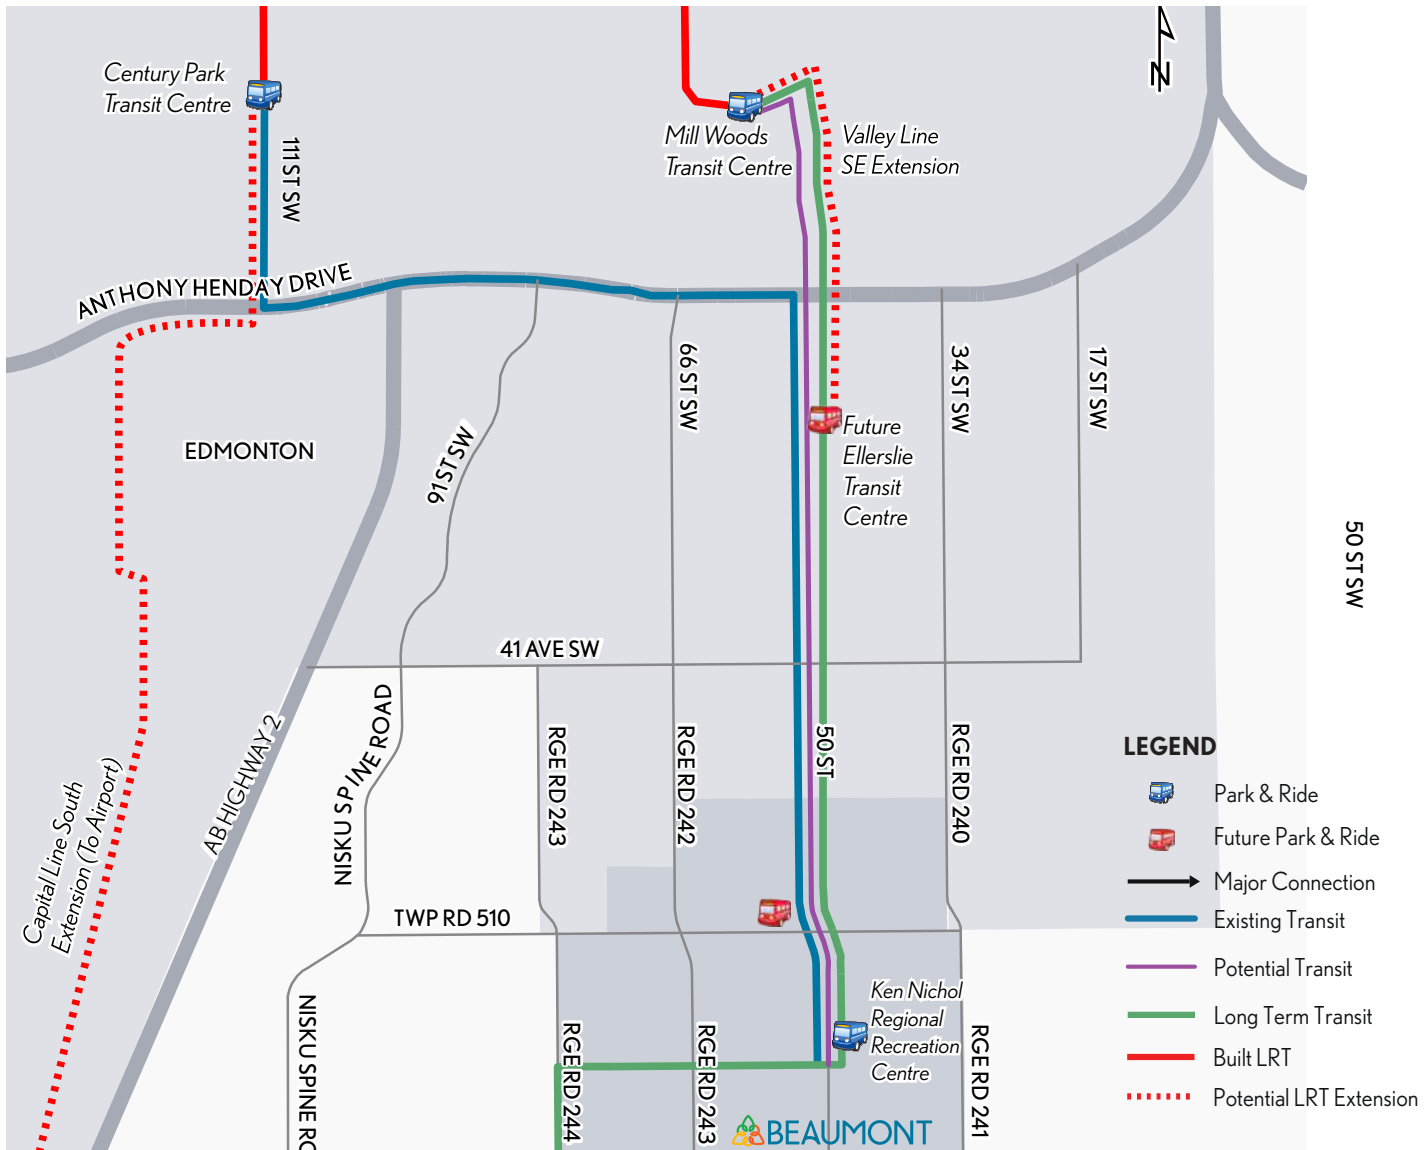 Century Park
Transit Centre
111 ST SW
Mill Woods
Transit Centre
Valley Line
SE Extension
N
ANTHONY HENDAY DRIVE
EDMONTON
91 ST SW
66 ST SW
34 ST SW
17 ST SW
Future
Ellerslie
Transit
Centre
50 ST SW
41 AVE SW
NISKU SPINE ROAD
AB HIGHWAY 2
Capital Line South
Extension (To Airport)
RGE RD 243
RGE RD 242
50 ST
RGE RD 240
TWP RD 510
LEGEND
Park & Ride
Future Park & Ride
Major Connection
Existing Transit
Potential Transit
Long Term Transit
Built LRT
Potential LRT Extension
Ken Nichol
Regional
Recreation
Centre
NISKU SPINE RO
RGE RD 244
RGE RD 243
RGE RD 241
BEAUMONT